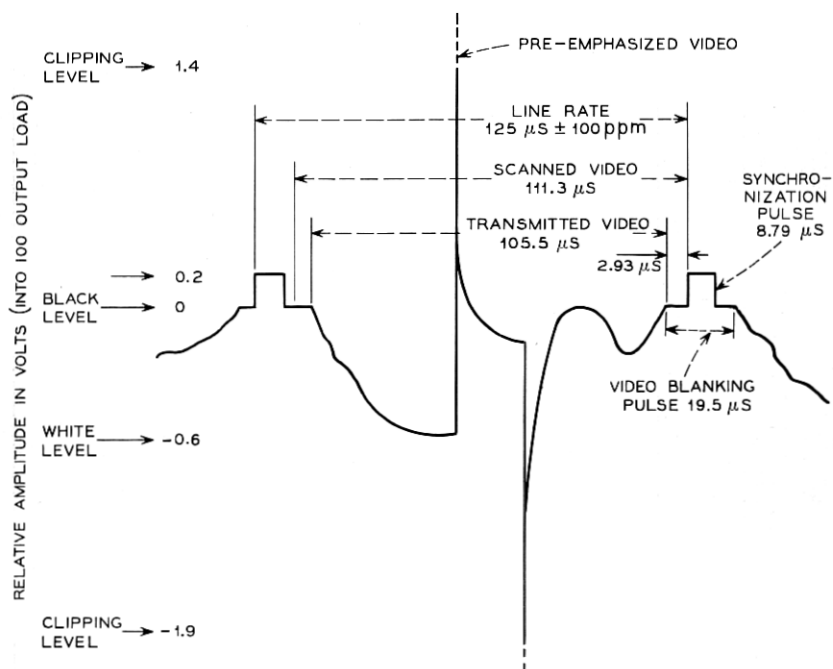 RELATIVE AMPLITUDE IN VOLTS (INTO 100 OUTPUT LOAD)
CLIPPING
LEVEL
1.4
PRE-EMPHASIZED VIDEO
LINE RATE
125 μS ± 100 ppm
SCANNED VIDEO
111.3 μS
SYNCHRO-
NIZATION
PULSE
8.79 μS
TRANSMITTED VIDEO
105.5 μS
2.93 μS
0.2
BLACK
LEVEL
0
VIDEO BLANKING
PULSE 19.5 μS
WHITE
LEVEL
-0.6
CLIPPING
LEVEL
-1.9